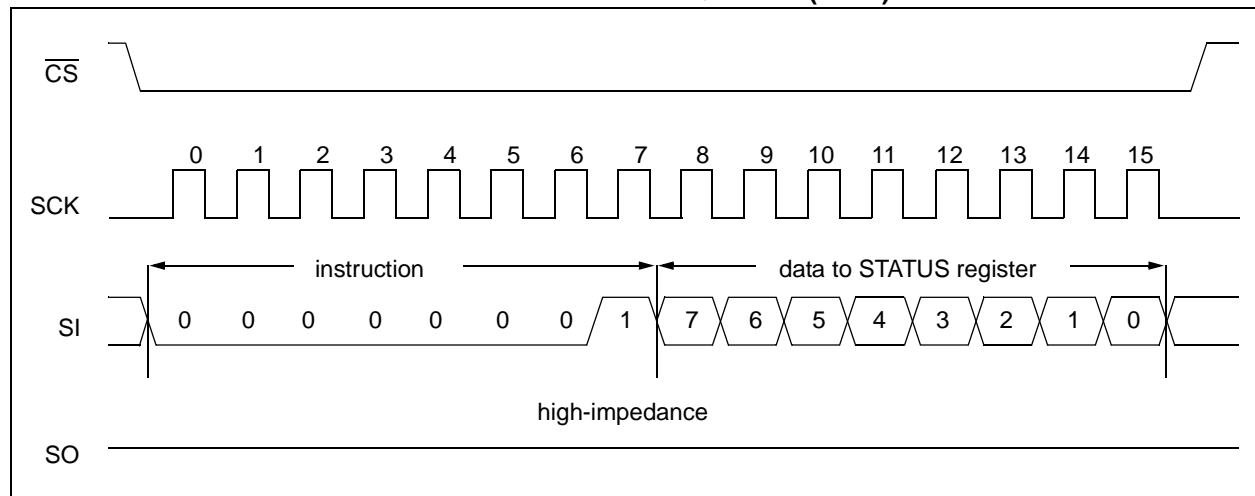 CS
0 1 2 3 4 5 6 7 8 9 10 11 12 13 14 15
SCK
instruction data to STATUS register
SI 0 0 0 0 0 0 0 1 7 6 5 4 3 2 1 0
high-impedance
SO